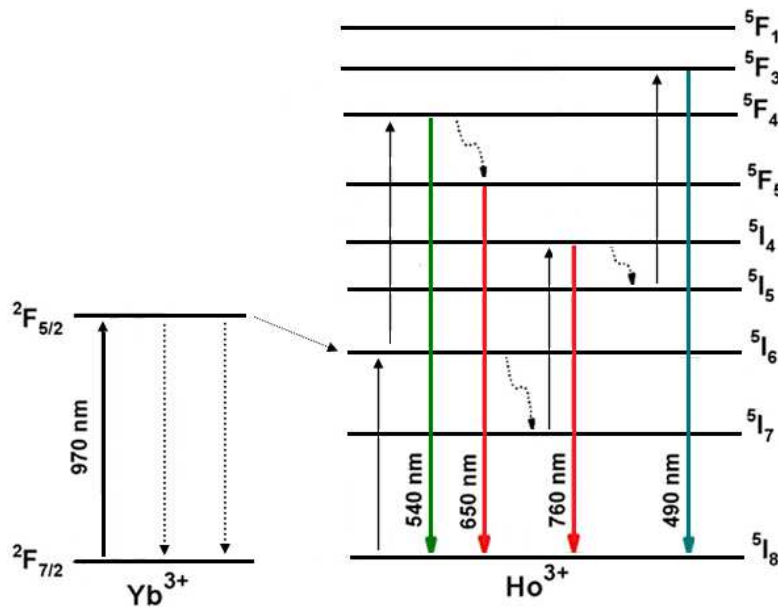 ⁵F₁
⁵F₃
⁵F₄
⁵F₅
⁵I₄
⁵I₅
²F₅/₂
⁵I₆
⁵I₇
970 nm
540 nm
650 nm
760 nm
490 nm
²F₇/₂
⁵I₈
Yb³⁺
Ho³⁺